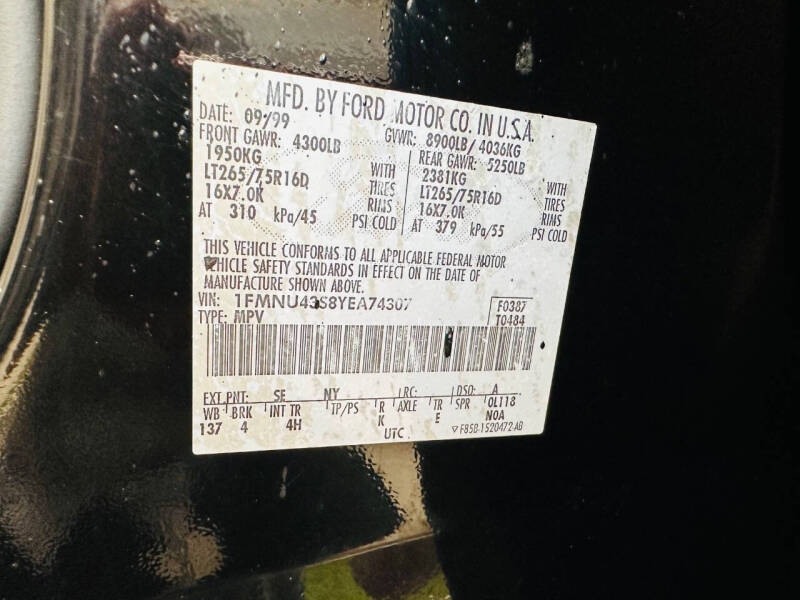 MFD. BY FORD MOTOR CO. IN U.S.A.
DATE: 09/99 GVWR: 8900LB/ 4036KG
FRONT GAWR: 4300LB REAR GAWR: 5250LB
1950KG WITH 2381KG WITH
LT265/75R16D TIRES LT265/75R16D TIRES
16X7.0K RIMS 16X7.0K RIMS
AT 310 kPa/45 PSI COLD AT 379 kPa/55 PSI COLD
THIS VEHICLE CONFORMS TO ALL APPLICABLE FEDERAL MOTOR
VEHICLE SAFETY STANDARDS IN EFFECT ON THE DATE OF
MANUFACTURE SHOWN ABOVE.
VIN: 1FMNU43S8YEA74307 F0387
TYPE: MPV T0484
EXT PNT: SE NY RC: DSO: A
WB BRK INT TR TP/PS R AXLE TR SPR QL118
137 4 4H K E N0A
UTC ▽ F85B-1520472-AB